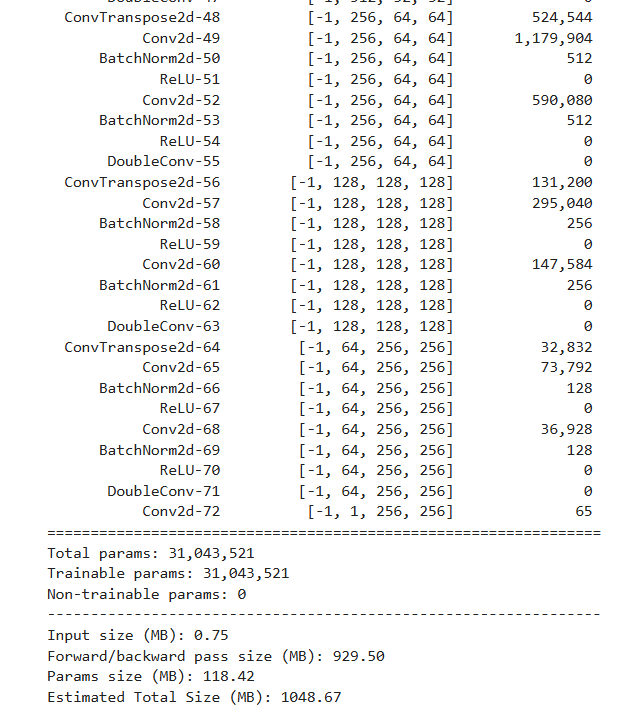 DoubleConv-47 [-1, 512, 32, 32] 0
ConvTranspose2d-48 [-1, 256, 64, 64] 524,544
Conv2d-49 [-1, 256, 64, 64] 1,179,904
BatchNorm2d-50 [-1, 256, 64, 64] 512
ReLU-51 [-1, 256, 64, 64] 0
Conv2d-52 [-1, 256, 64, 64] 590,080
BatchNorm2d-53 [-1, 256, 64, 64] 512
ReLU-54 [-1, 256, 64, 64] 0
DoubleConv-55 [-1, 256, 64, 64] 0
ConvTranspose2d-56 [-1, 128, 128, 128] 131,200
Conv2d-57 [-1, 128, 128, 128] 295,040
BatchNorm2d-58 [-1, 128, 128, 128] 256
ReLU-59 [-1, 128, 128, 128] 0
Conv2d-60 [-1, 128, 128, 128] 147,584
BatchNorm2d-61 [-1, 128, 128, 128] 256
ReLU-62 [-1, 128, 128, 128] 0
DoubleConv-63 [-1, 128, 128, 128] 0
ConvTranspose2d-64 [-1, 64, 256, 256] 32,832
Conv2d-65 [-1, 64, 256, 256] 73,792
BatchNorm2d-66 [-1, 64, 256, 256] 128
ReLU-67 [-1, 64, 256, 256] 0
Conv2d-68 [-1, 64, 256, 256] 36,928
BatchNorm2d-69 [-1, 64, 256, 256] 128
ReLU-70 [-1, 64, 256, 256] 0
DoubleConv-71 [-1, 64, 256, 256] 0
Conv2d-72 [-1, 1, 256, 256] 65
================================================================
Total params: 31,043,521
Trainable params: 31,043,521
Non-trainable params: 0
----------------------------------------------------------------
Input size (MB): 0.75
Forward/backward pass size (MB): 929.50
Params size (MB): 118.42
Estimated Total Size (MB): 1048.67